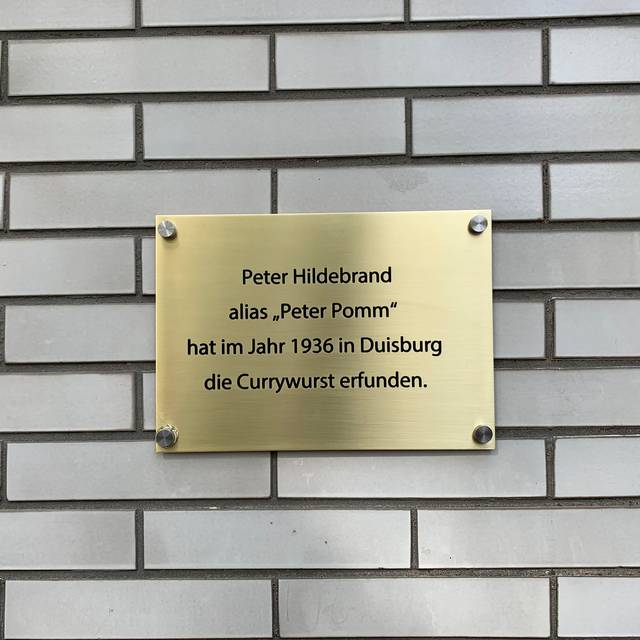 Peter Hildebrand
alias „Peter Pomm“
hat im Jahr 1936 in Duisburg
die Currywurst erfunden.